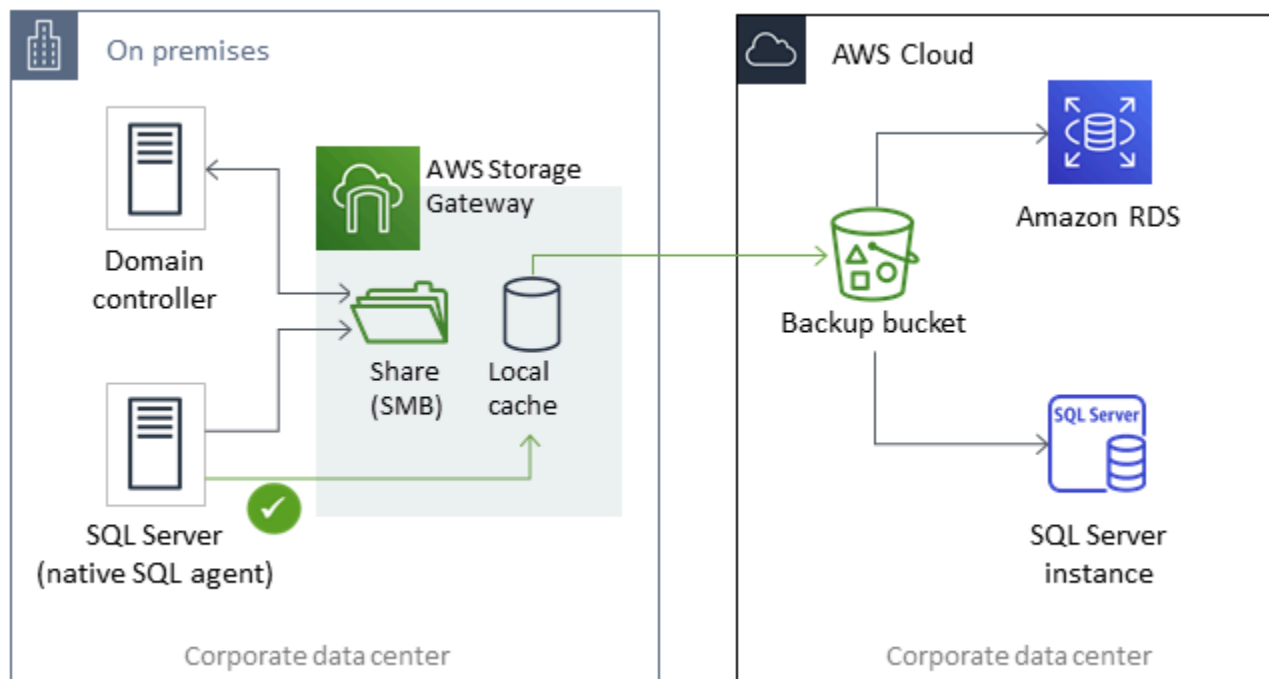 On premises
AWS Cloud
AWS Storage
Gateway
Domain
controller
Share
(SMB)
Local
cache
SQL Server
(native SQL agent)
Corporate data center
Amazon RDS
Backup bucket
SQL Server
SQL Server
instance
Corporate data center